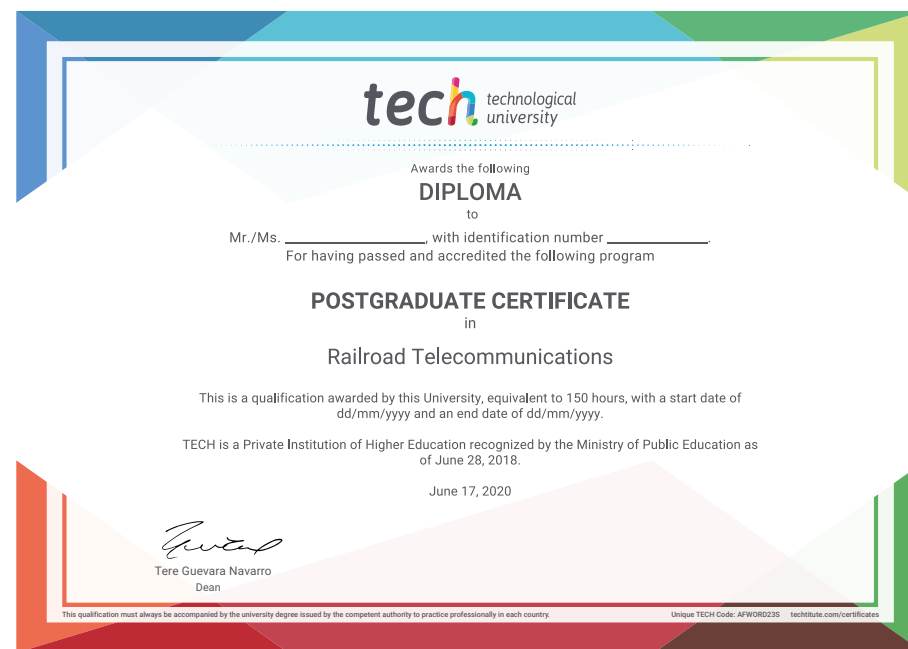 tech technological
university
Awards the following
DIPLOMA
to
Mr./Ms. ____________________, with identification number ______________.
For having passed and accredited the following program
POSTGRADUATE CERTIFICATE
in
Railroad Telecommunications
This is a qualification awarded by this University, equivalent to 150 hours, with a start date of
dd/mm/yyyy and an end date of dd/mm/yyyy.
TECH is a Private Institution of Higher Education recognized by the Ministry of Public Education as
of June 28, 2018.
June 17, 2020
Tere Guevara Navarro
Dean
This qualification must always be accompanied by the university degree issued by the competent authority to practice professionally in each country. Unique TECH Code: AFWORD23S techtitute.com/certificates